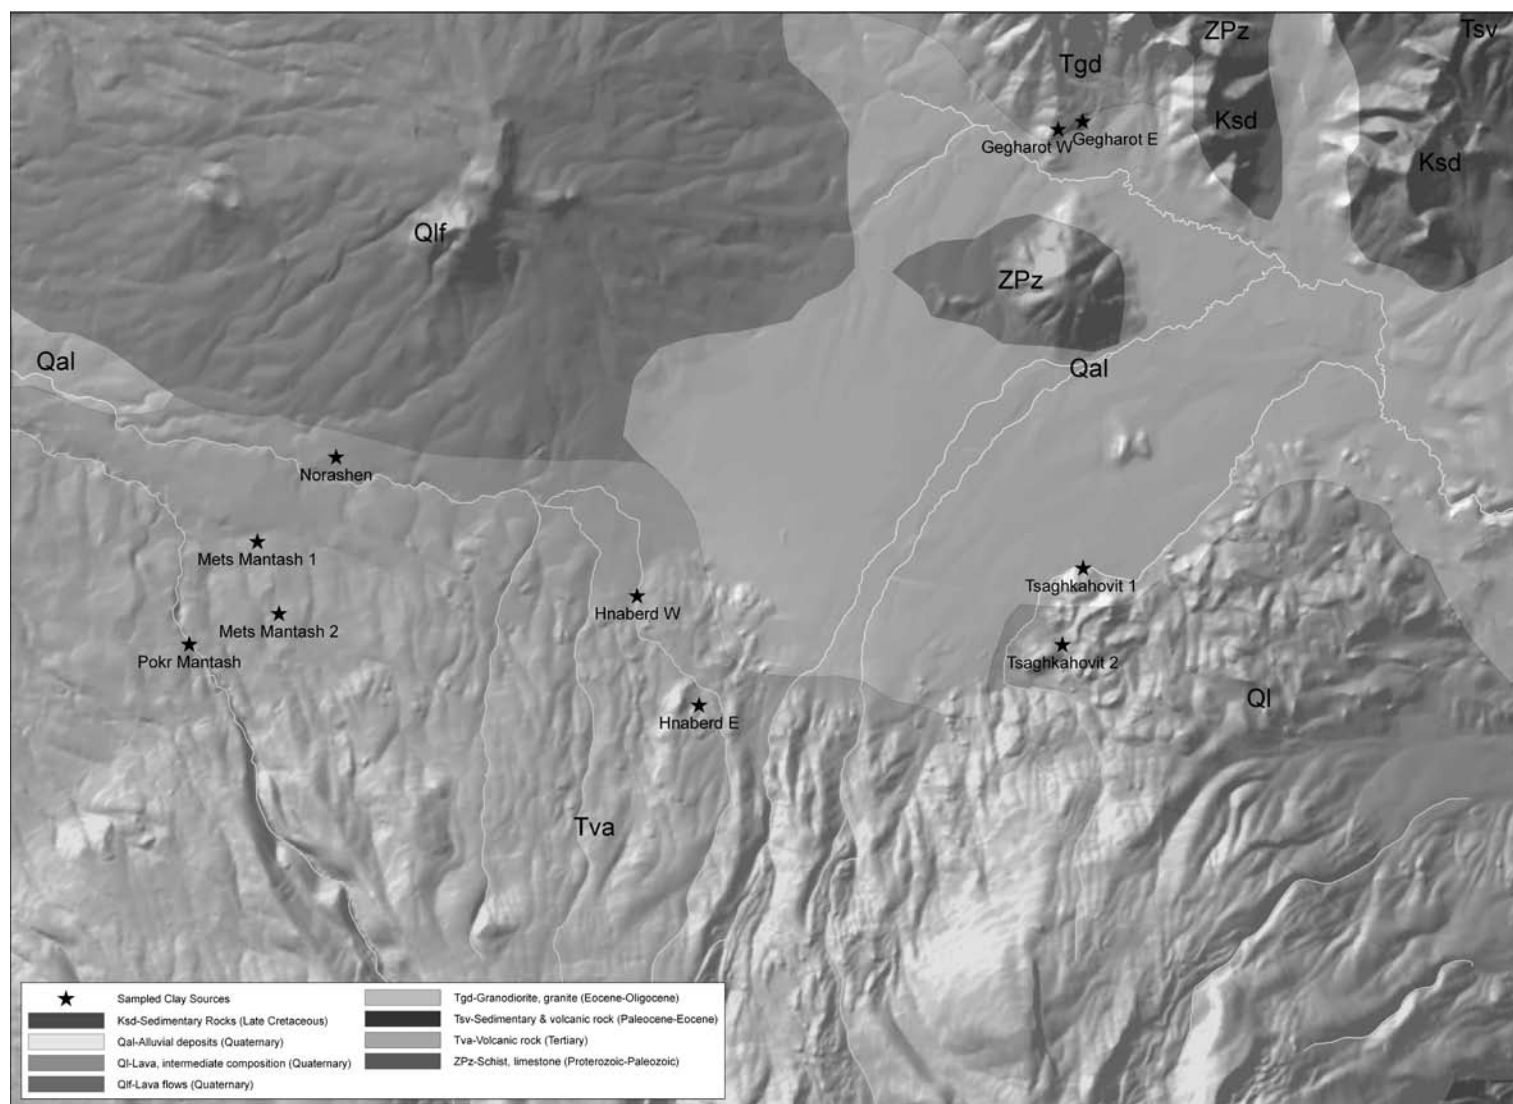 ZPz
Tsv
Tgd
Ksd
Gegharot W
Gegharot E
Ksd
Qlf
ZPz
Qal
Qal
Norashen
Mets Mantash 1
Tsaghkahovit 1
Hnaberd W
Mets Mantash 2
Pokr Mantash
Tsaghkahovit 2
Ql
Hnaberd E
Tva
Sampled Clay Sources
Ksd-Sedimentary Rocks (Late Cretaceous)
Qal-Alluvial deposits (Quaternary)
Ql-Lava, intermediate composition (Quaternary)
Qlf-Lava flows (Quaternary)
Tgd-Granodiorite, granite (Eocene-Oligocene)
Tsv-Sedimentary & volcanic rock (Paleocene-Eocene)
Tva-Volcanic rock (Tertiary)
ZPz-Schist, limestone (Proterozoic-Paleozoic)